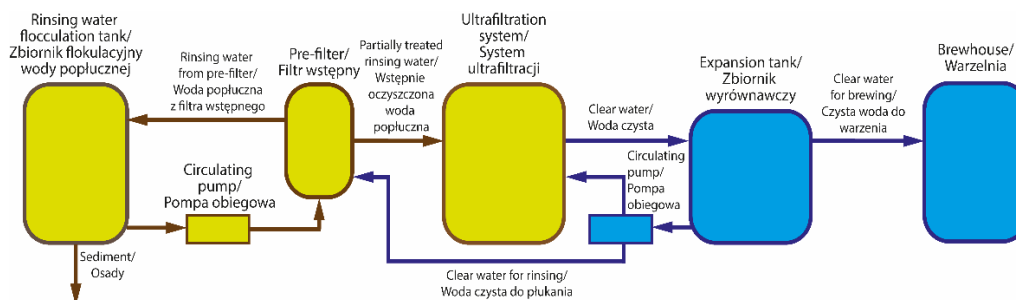 Rinsing water
flocculation tank/
Zbiornik flokulacyjny
wody popłucznej
Rinsing water
from pre-filter/
Woda popłuczna
z filtra wstępnego
Pre-filter/
Filtr wstępny
Partially treated
rinsing water/
Wstępnie
oczyszczona
woda
popłuczna
Ultrafiltration
system/
System
ultrafiltracji
Clear water/
Woda czysta
Expansion tank/
Zbiornik
wyrównawczy
Clear water
for brewing/
Czysta woda do
warzenia
Brewhouse/
Warzelnia
Circulating
pump/
Pompa obiegowa
Circulating
pump/
Pompa
obiegowa
Sediment/
Osady
Clear water for rinsing/
Woda czysta do płukania